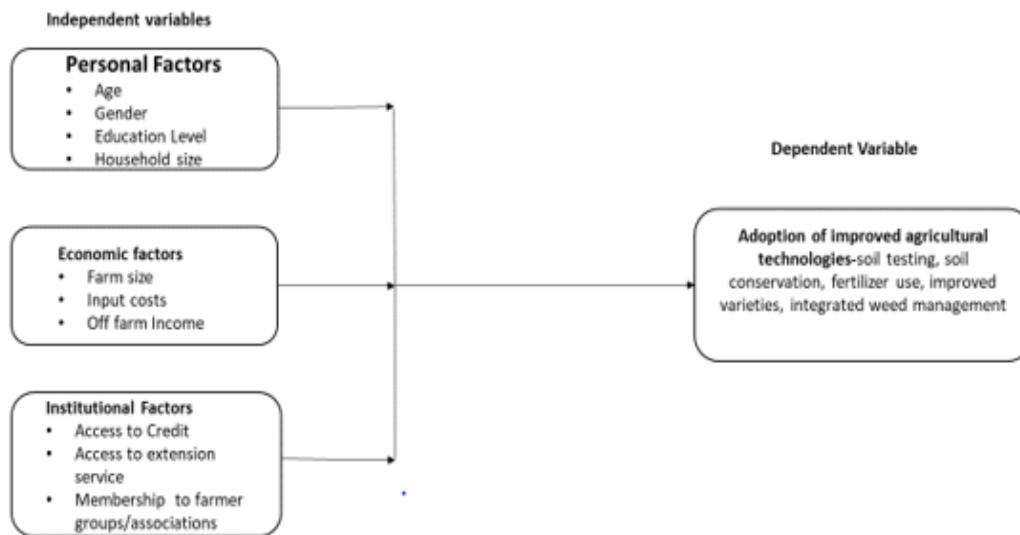 Independent variables
Personal Factors
• Age
• Gender
• Education Level
• Household size
Economic factors
• Farm size
• Input costs
• Off farm Income
Institutional Factors
• Access to Credit
• Access to extension
service
• Membership to farmer
groups/associations
Dependent Variable
Adoption of improved agricultural
technologies-soil testing, soil
conservation, fertilizer use, improved
varieties, integrated weed management